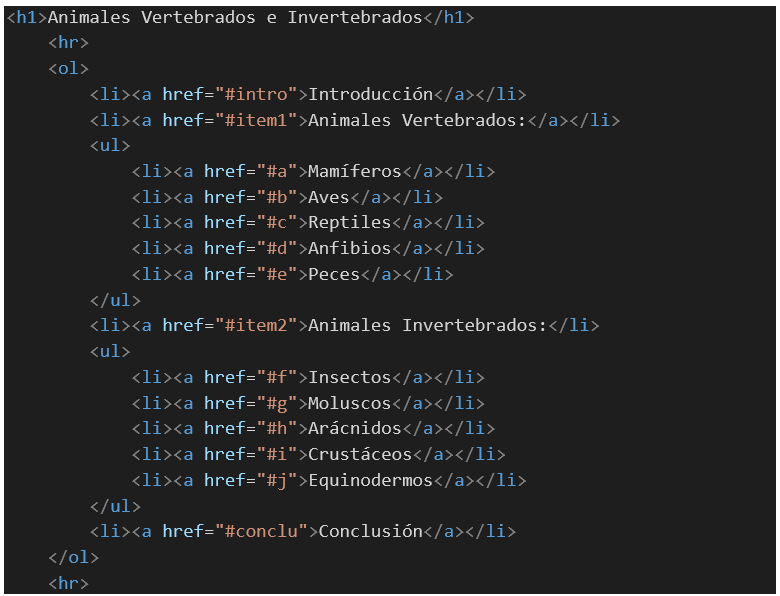 <h1>Animales Vertebrados e Invertebrados</h1>
<hr>
<ol>
<li><a href="#intro">Introducción</a></li>
<li><a href="#item1">Animales Vertebrados:</a></li>
<ul>
<li><a href="#a">Mamíferos</a></li>
<li><a href="#b">Aves</a></li>
<li><a href="#c">Reptiles</a></li>
<li><a href="#d">Anfibios</a></li>
<li><a href="#e">Peces</a></li>
</ul>
<li><a href="#item2">Animales Invertebrados:</li>
<ul>
<li><a href="#f">Insectos</a></li>
<li><a href="#g">Moluscos</a></li>
<li><a href="#h">Arácnidos</a></li>
<li><a href="#i">Crustáceos</a></li>
<li><a href="#j">Equinodermos</a></li>
</ul>
<li><a href="#conclu">Conclusión</a></li>
</ol>
<hr>